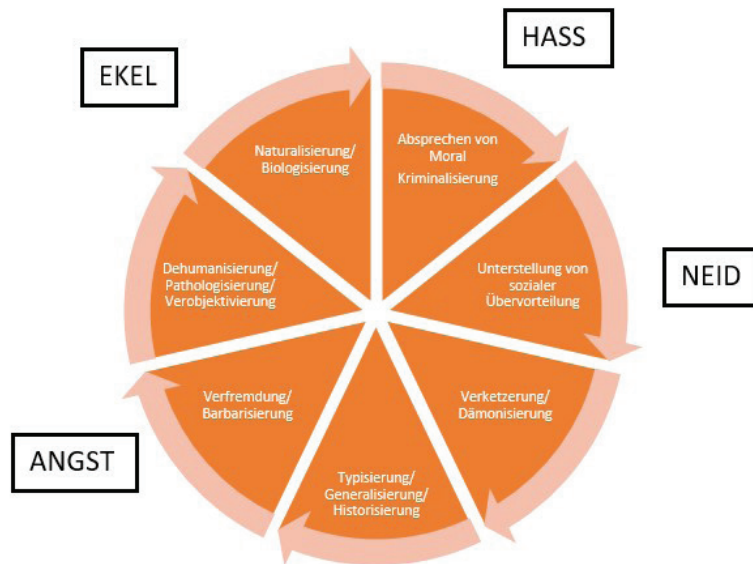 HASS
EKEL
Absprechen von
Moral
Kriminalisierung
Naturalisierung/
Biologisierung
Unterstellung von
sozialer
Übervorteilung
NEID
Dehumanisierung/
Pathologisierung/
Verobjektivierung
Verfremdung/
Barbarisierung
Verketzerung/
Dämonisierung
ANGST
Typisierung/
Generalisierung/
Historisierung